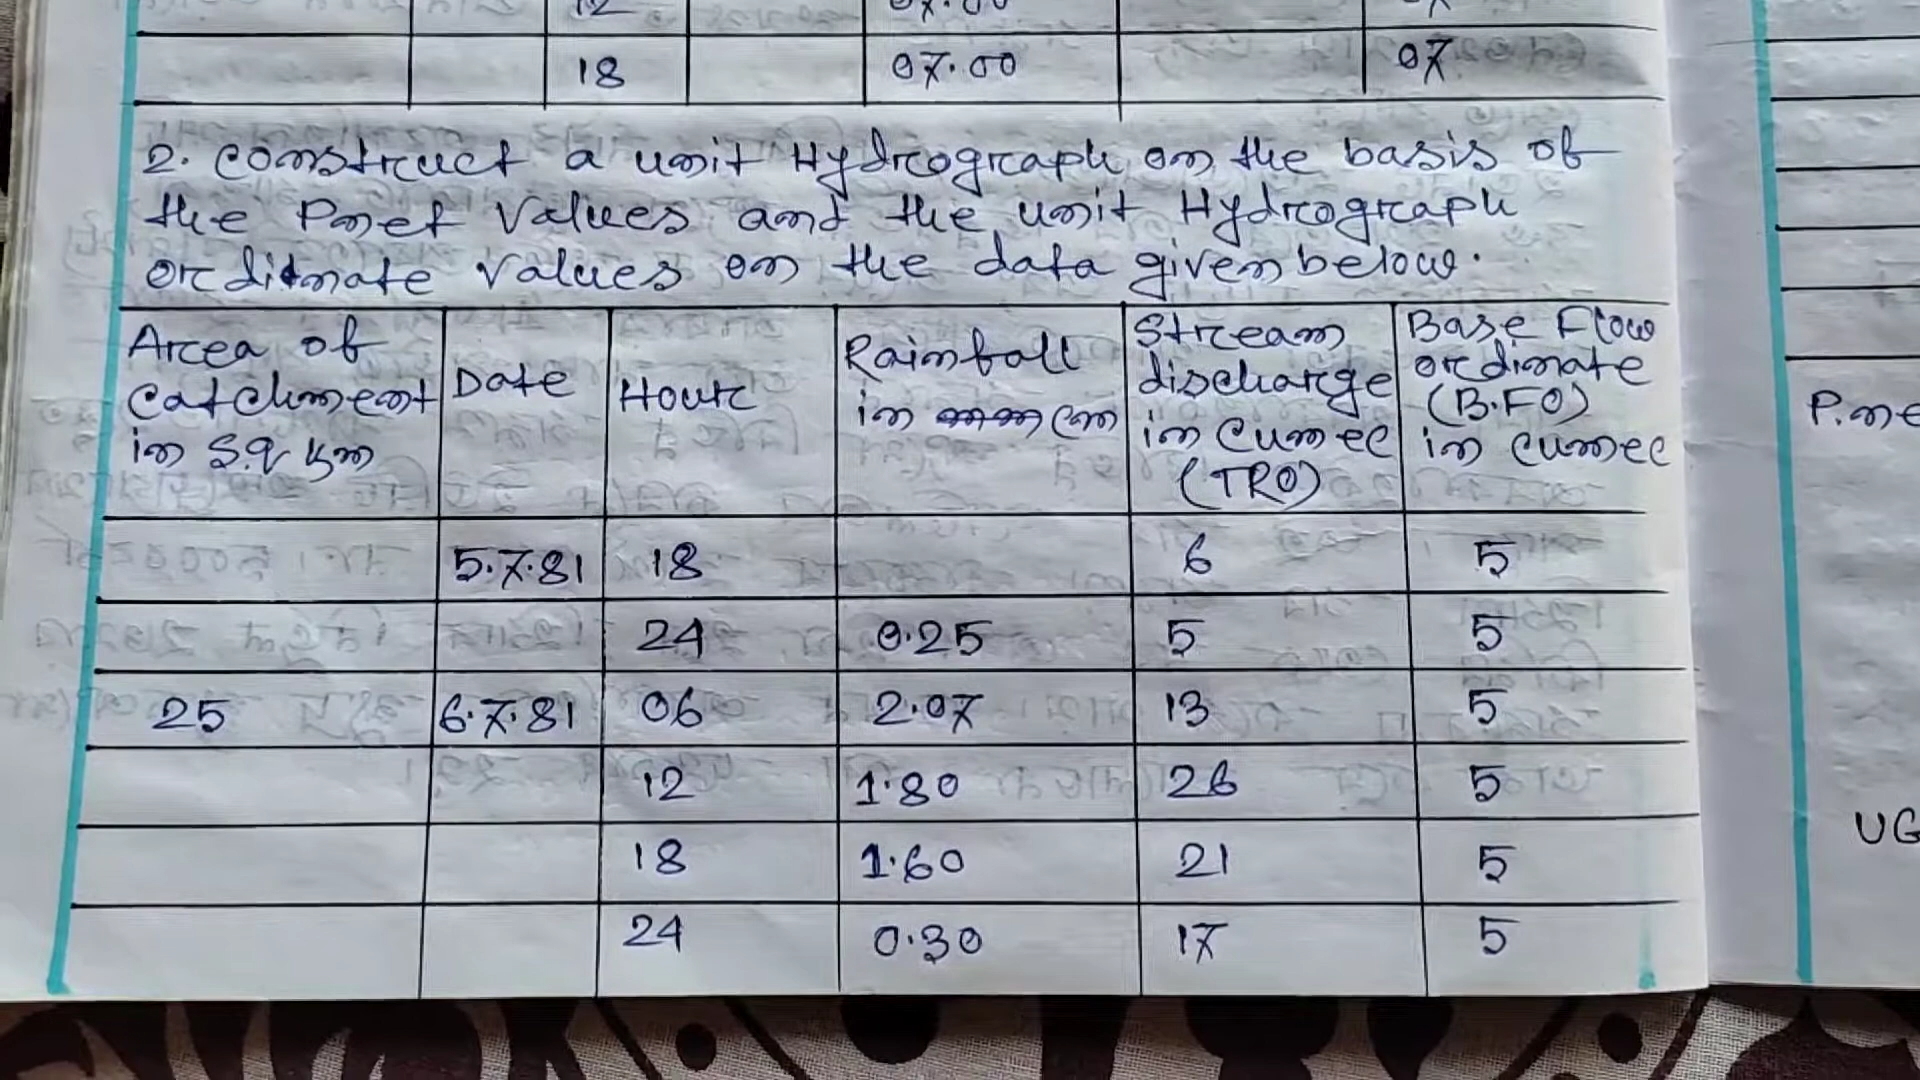 18 07.00 07
2. Construct a unit Hydrograph on the basis of
the Pnet values and the unit Hydrograph
orditnate values on the data given below.
Area of Catchment in S.q km Date Hour Rainfall in cm Stream discharge in Cumec (TRO) Base Flow ordinate (B.FO) in cumec
5.7.81 18 6 5
24 0.25 5 5
25 6.7.81 06 2.07 13 5
12 1.80 26 5
18 1.60 21 5
24 0.30 17 5